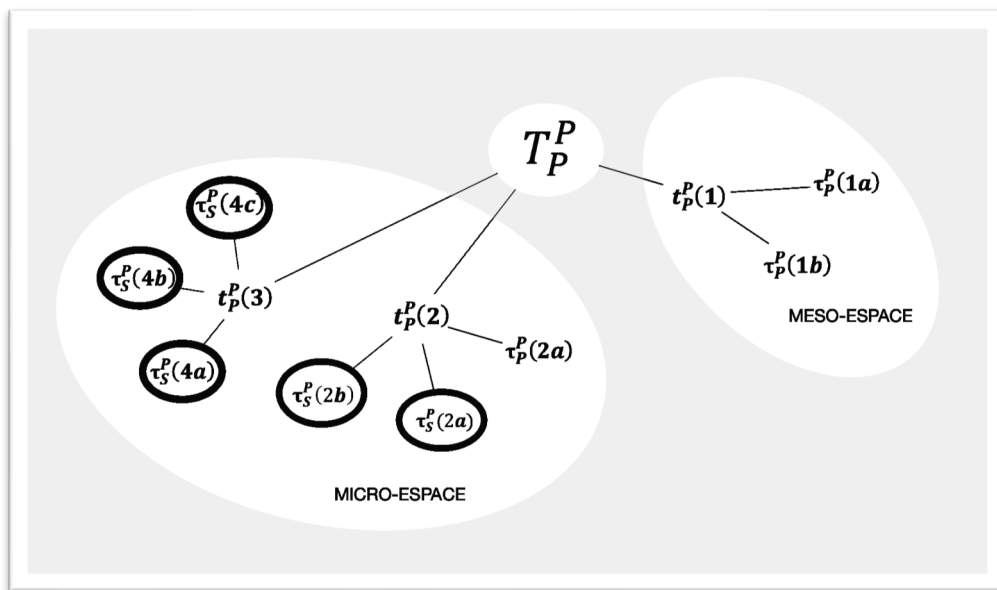 T_P^P
τ_S^P(4c)
τ_S^P(4b)
t_P^P(3)
τ_S^P(4a)
t_P^P(2)
τ_P^P(2a)
τ_S^P(2b)
τ_S^P(2a)
MICRO-ESPACE
t_P^P(1)
τ_P^P(1a)
τ_P^P(1b)
MESO-ESPACE